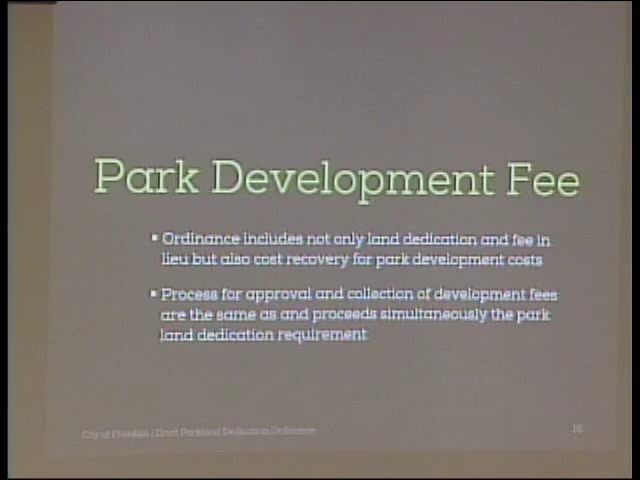 Park Development Fee
▪ Ordinance includes not only land dedication and fee in
lieu but also cost recovery for park development costs
▪ Process for approval and collection of development fees
are the same as and proceeds simultaneously the park
land dedication requirement
City of Franklin | Draft Parkland Dedication Ordinance